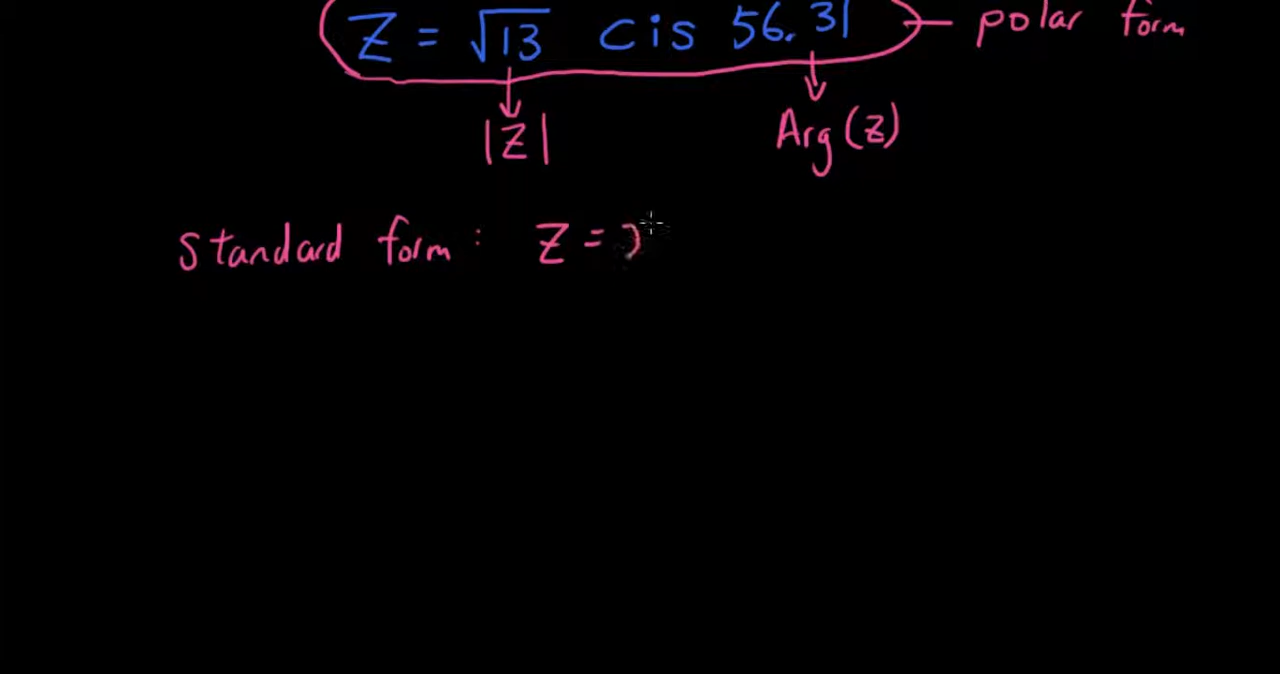 Z = √13 cis 56.31 — polar form
|Z| Arg(z)
standard form : Z =